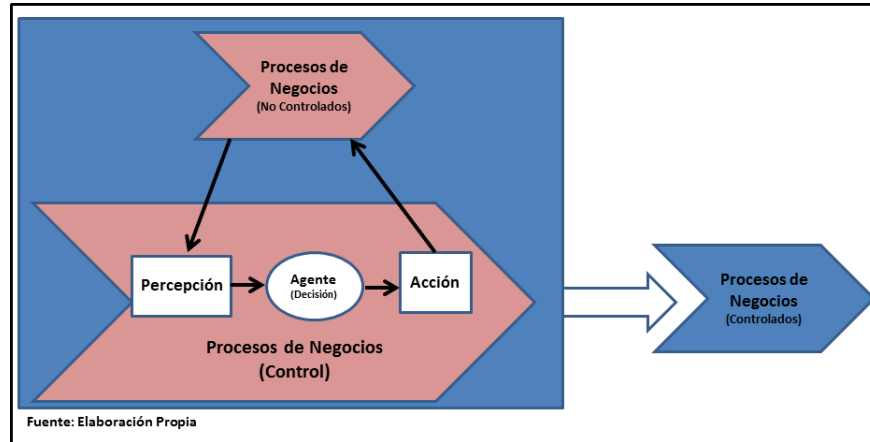 Procesos de
Negocios
(No Controlados)
Percepción
Agente
(Decisión)
Acción
Procesos de Negocios
(Control)
Procesos de
Negocios
(Controlados)
Fuente: Elaboración Propia